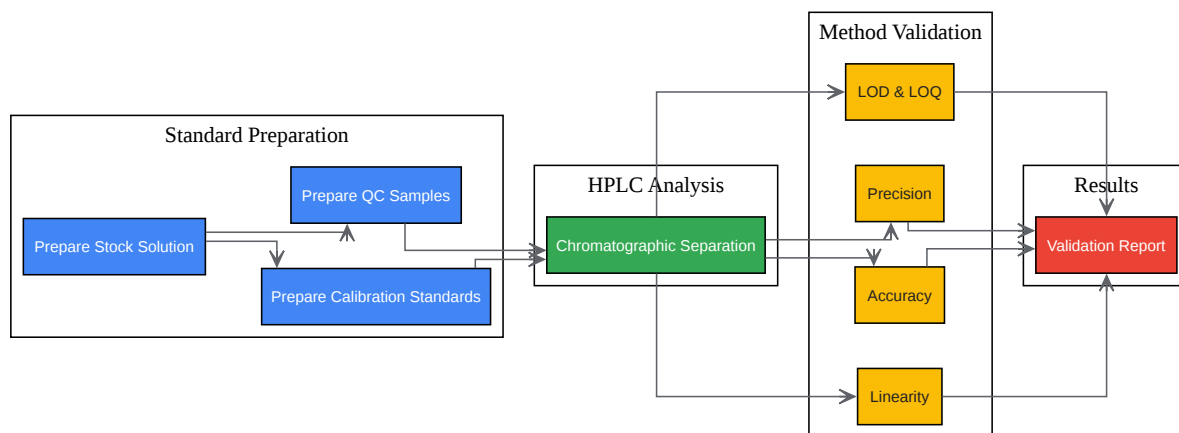 Standard Preparation
Prepare Stock Solution
Prepare QC Samples
Prepare Calibration Standards
HPLC Analysis
Chromatographic Separation
Method Validation
LOD & LOQ
Precision
Accuracy
Linearity
Results
Validation Report